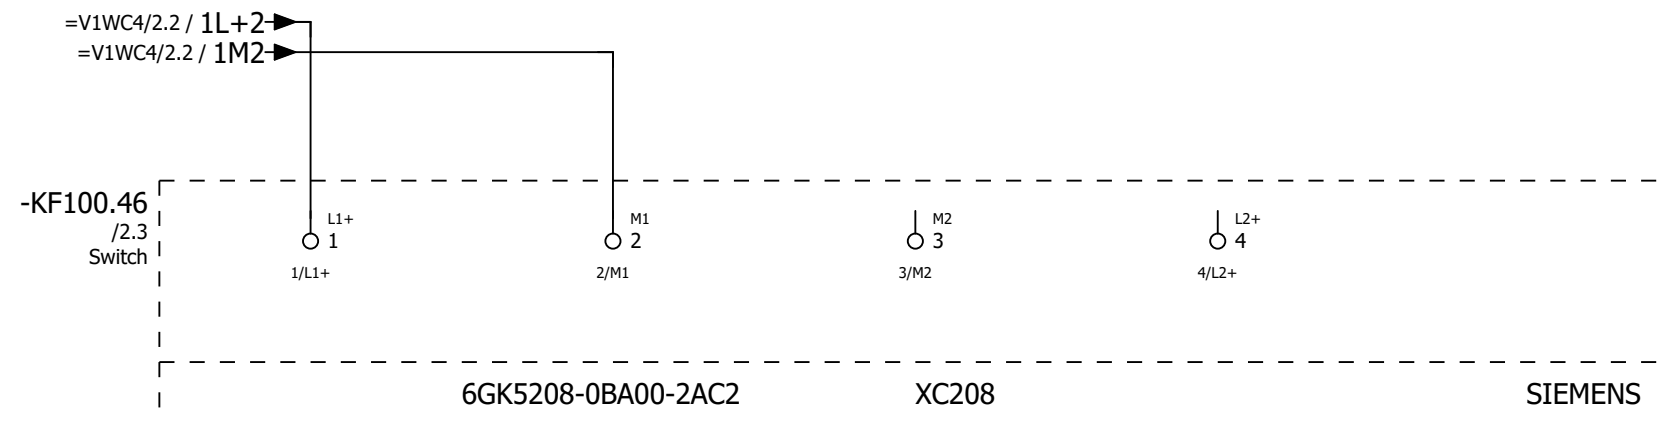 =V1WC4/2.2 / 1L+2
=V1WC4/2.2 / 1M2
-KF100.46
/2.3
Switch
L1+
1
1/L1+
M1
2
2/M1
M2
3
3/M2
L2+
4
4/L2+
6GK5208-0BA00-2AC2
XC208
SIEMENS